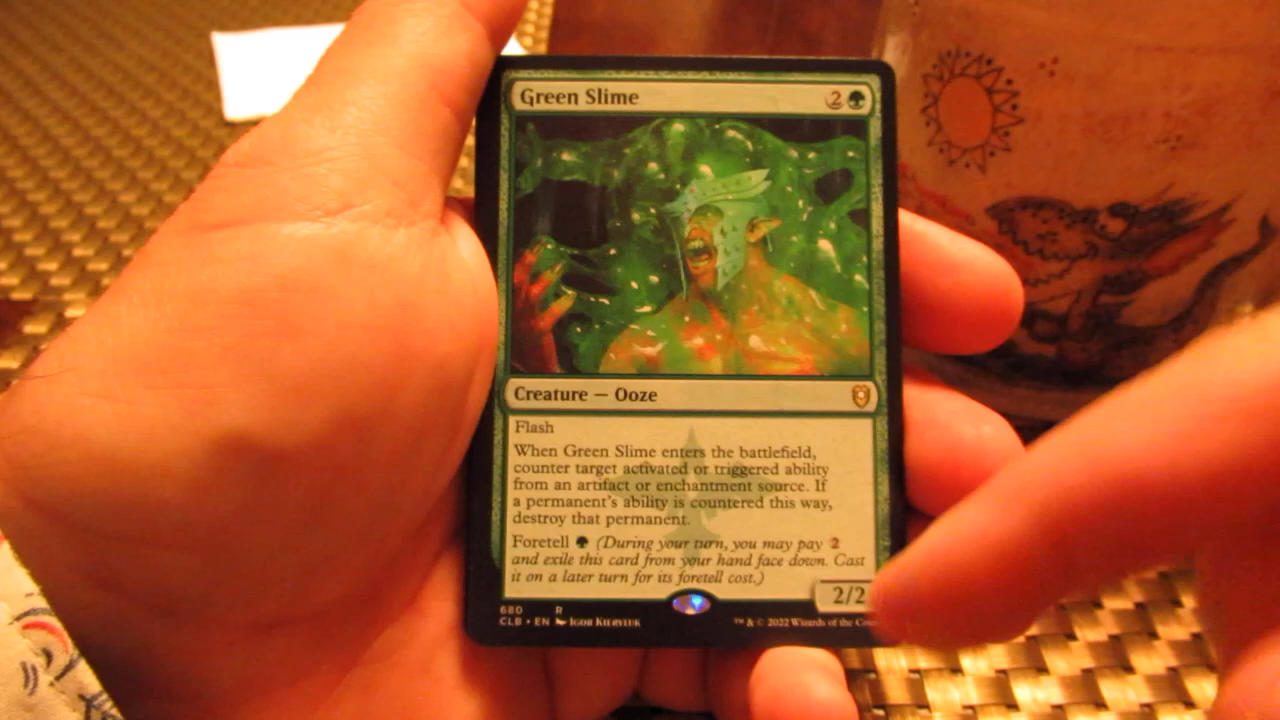 Green Slime 2
Creature — Ooze
Flash
When Green Slime enters the battlefield,
counter target activated or triggered ability
from an artifact or enchantment source. If
a permanent's ability is countered this way,
destroy that permanent.
Foretell (During your turn, you may pay 2
and exile this card from your hand face down. Cast
it on a later turn for its foretell cost.)
2/2
680 R
CLB • EN Igor Kieryluk ™ & © 2022 Wizards of the